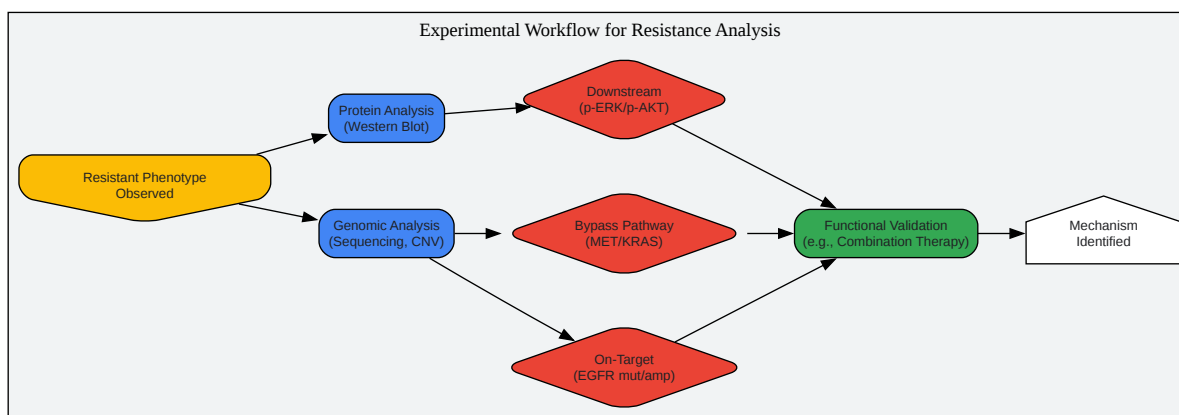 Experimental Workflow for Resistance Analysis
Resistant Phenotype
Observed
Protein Analysis
(Western Blot)
Genomic Analysis
(Sequencing, CNV)
Downstream
(p-ERK/p-AKT)
Bypass Pathway
(MET/KRAS)
On-Target
(EGFR mut/amp)
Functional Validation
(e.g., Combination Therapy)
Mechanism
Identified